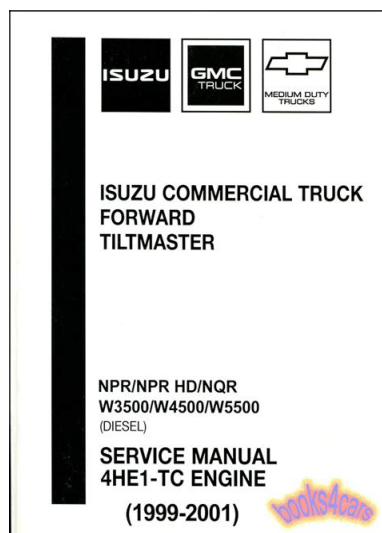 ISUZU
GMC
TRUCK
MEDIUM DUTY
TRUCKS
ISUZU COMMERCIAL TRUCK
FORWARD
TILTMASTER
NPR/NPR HD/NQR
W3500/W4500/W5500
(DIESEL)
SERVICE MANUAL
4HE1-TC ENGINE
(1999-2001)
books4cars